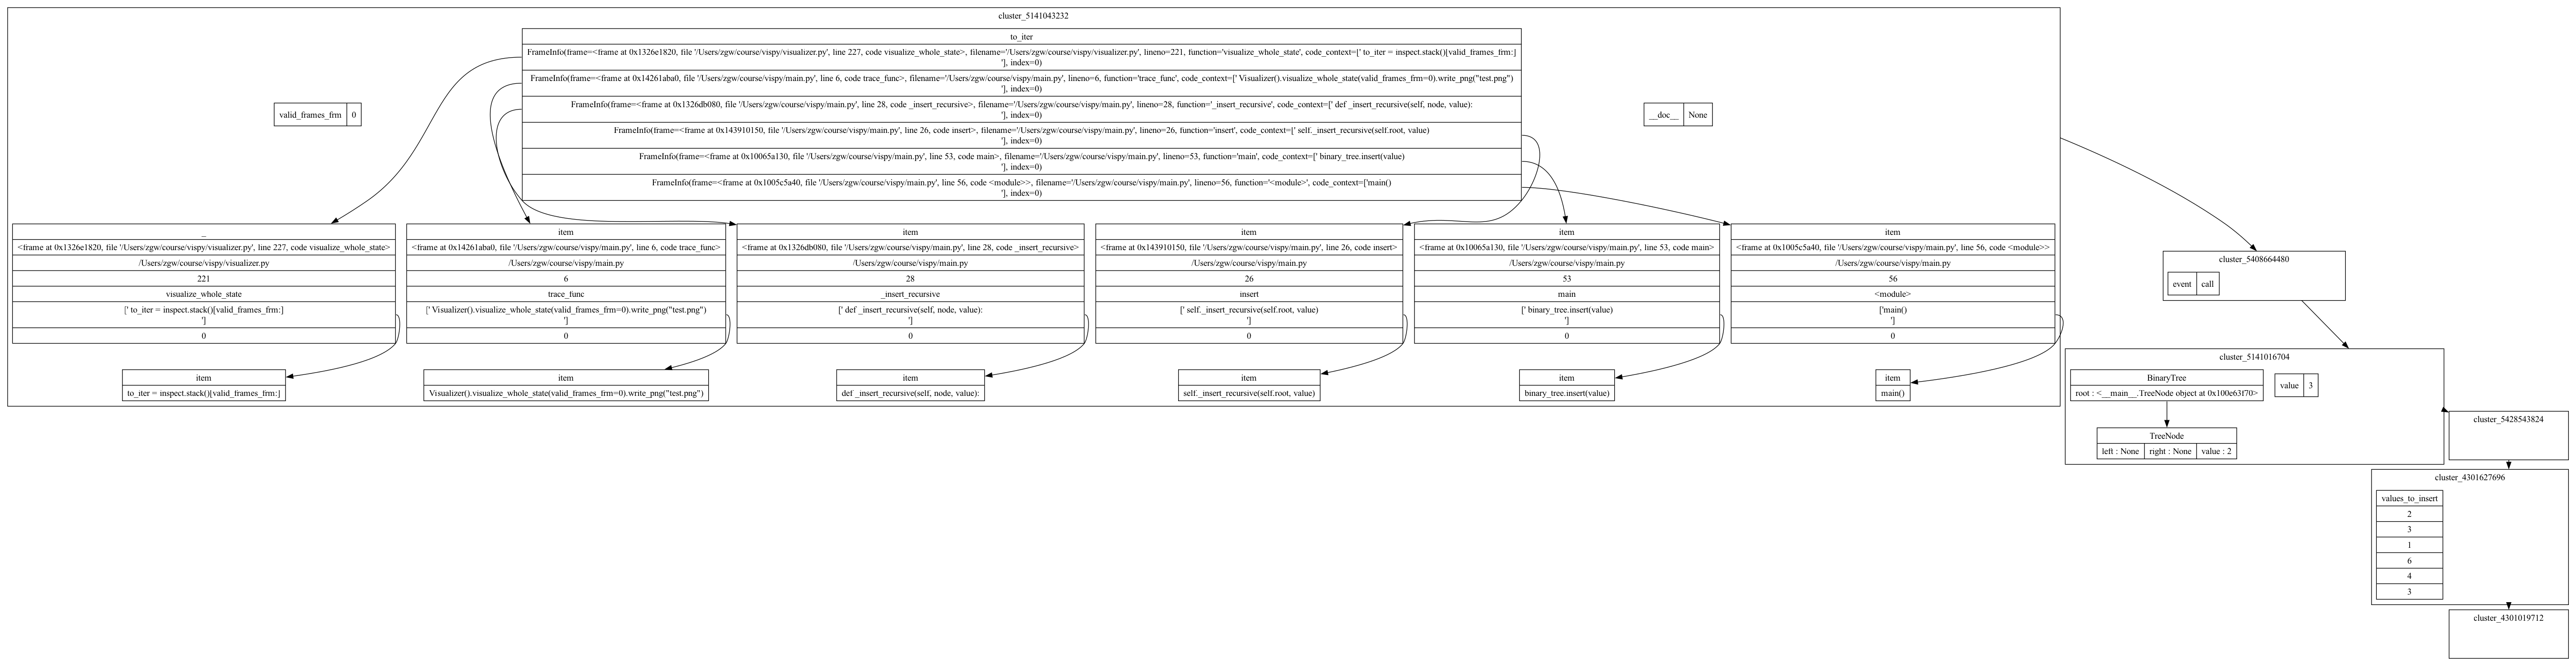 cluster_5141043232
to_iter
FrameInfo(frame=<frame at 0x1326e1820, file '/Users/zgw/course/vispy/visualizer.py', line 227, code visualize_whole_state>, filename='/Users/zgw/course/vispy/visualizer.py', lineno=221, function='visualize_whole_state', code_context=[' to_iter = inspect.stack()[valid_frames_frm:]
'], index=0)
FrameInfo(frame=<frame at 0x14261aba0, file '/Users/zgw/course/vispy/main.py', line 6, code trace_func>, filename='/Users/zgw/course/vispy/main.py', lineno=6, function='trace_func', code_context=[' Visualizer().visualize_whole_state(valid_frames_frm=0).write_png("test.png")
'], index=0)
FrameInfo(frame=<frame at 0x1326db080, file '/Users/zgw/course/vispy/main.py', line 28, code _insert_recursive>, filename='/Users/zgw/course/vispy/main.py', lineno=28, function='_insert_recursive', code_context=[' def _insert_recursive(self, node, value):
'], index=0)
FrameInfo(frame=<frame at 0x143910150, file '/Users/zgw/course/vispy/main.py', line 26, code insert>, filename='/Users/zgw/course/vispy/main.py', lineno=26, function='insert', code_context=[' self._insert_recursive(self.root, value)
'], index=0)
FrameInfo(frame=<frame at 0x10065a130, file '/Users/zgw/course/vispy/main.py', line 53, code main>, filename='/Users/zgw/course/vispy/main.py', lineno=53, function='main', code_context=[' binary_tree.insert(value)
'], index=0)
FrameInfo(frame=<frame at 0x1005c5a40, file '/Users/zgw/course/vispy/main.py', line 56, code <module>>, filename='/Users/zgw/course/vispy/main.py', lineno=56, function='<module>', code_context=['main()
'], index=0)
valid_frames_frm 0
__doc__ None
_
<frame at 0x1326e1820, file '/Users/zgw/course/vispy/visualizer.py', line 227, code visualize_whole_state>
/Users/zgw/course/vispy/visualizer.py
221
visualize_whole_state
[' to_iter = inspect.stack()[valid_frames_frm:]
']
0
item
<frame at 0x14261aba0, file '/Users/zgw/course/vispy/main.py', line 6, code trace_func>
/Users/zgw/course/vispy/main.py
6
trace_func
[' Visualizer().visualize_whole_state(valid_frames_frm=0).write_png("test.png")
']
0
item
<frame at 0x1326db080, file '/Users/zgw/course/vispy/main.py', line 28, code _insert_recursive>
/Users/zgw/course/vispy/main.py
28
_insert_recursive
[' def _insert_recursive(self, node, value):
']
0
item
<frame at 0x143910150, file '/Users/zgw/course/vispy/main.py', line 26, code insert>
/Users/zgw/course/vispy/main.py
26
insert
[' self._insert_recursive(self.root, value)
']
0
item
<frame at 0x10065a130, file '/Users/zgw/course/vispy/main.py', line 53, code main>
/Users/zgw/course/vispy/main.py
53
main
[' binary_tree.insert(value)
']
0
item
<frame at 0x1005c5a40, file '/Users/zgw/course/vispy/main.py', line 56, code <module>>
/Users/zgw/course/vispy/main.py
56
<module>
['main()
']
0
item
to_iter = inspect.stack()[valid_frames_frm:]
item
Visualizer().visualize_whole_state(valid_frames_frm=0).write_png("test.png")
item
def _insert_recursive(self, node, value):
item
self._insert_recursive(self.root, value)
item
binary_tree.insert(value)
item
main()
cluster_5408664480
event call
cluster_5141016704
BinaryTree
root : <__main__.TreeNode object at 0x100e63f70>
value 3
TreeNode
left : None right : None value : 2
cluster_5428543824
cluster_4301627696
values_to_insert
2
3
1
6
4
3
cluster_4301019712